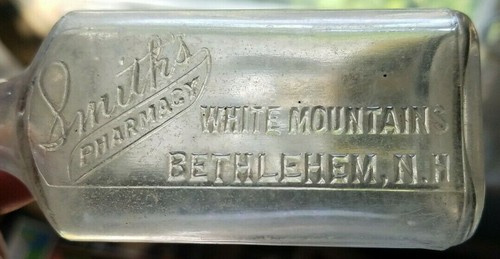 Smith's
PHARMACY
WHITE MOUNTAINS
BETHLEHEM, N.H